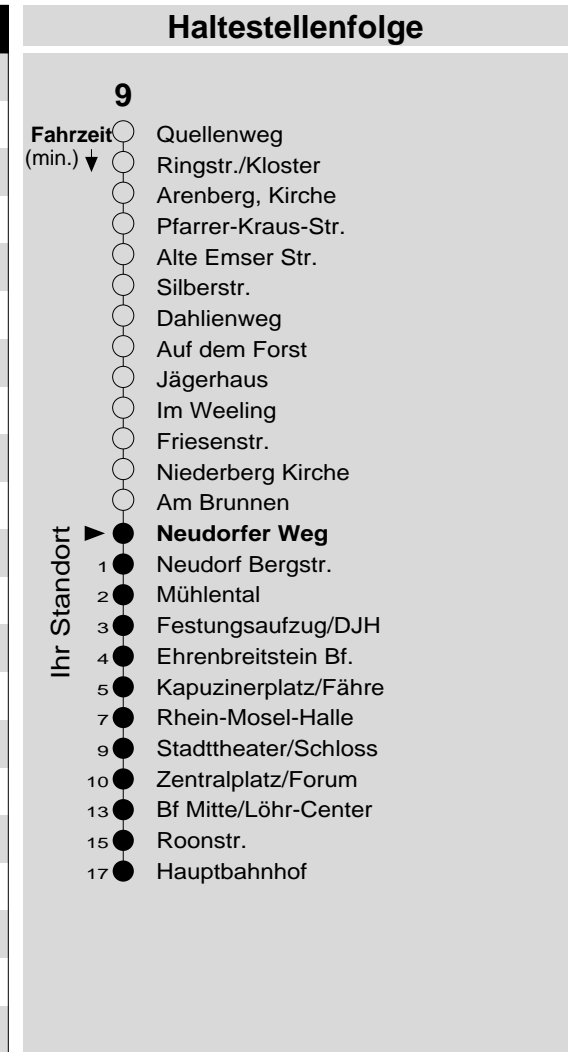 Haltestellenfolge
9
Fahrzeit
(min.)
Quellenweg
Ringstr./Kloster
Arenberg, Kirche
Pfarrer-Kraus-Str.
Alte Emser Str.
Silberstr.
Dahlienweg
Auf dem Forst
Jägerhaus
Im Weeling
Friesenstr.
Niederberg Kirche
Am Brunnen
Ihr Standort
Neudorfer Weg
1 Neudorf Bergstr.
2 Mühlental
3 Festungsaufzug/DJH
4 Ehrenbreitstein Bf.
5 Kapuzinerplatz/Fähre
7 Rhein-Mosel-Halle
9 Stadttheater/Schloss
10 Zentralplatz/Forum
13 Bf Mitte/Löhr-Center
15 Roonstr.
17 Hauptbahnhof